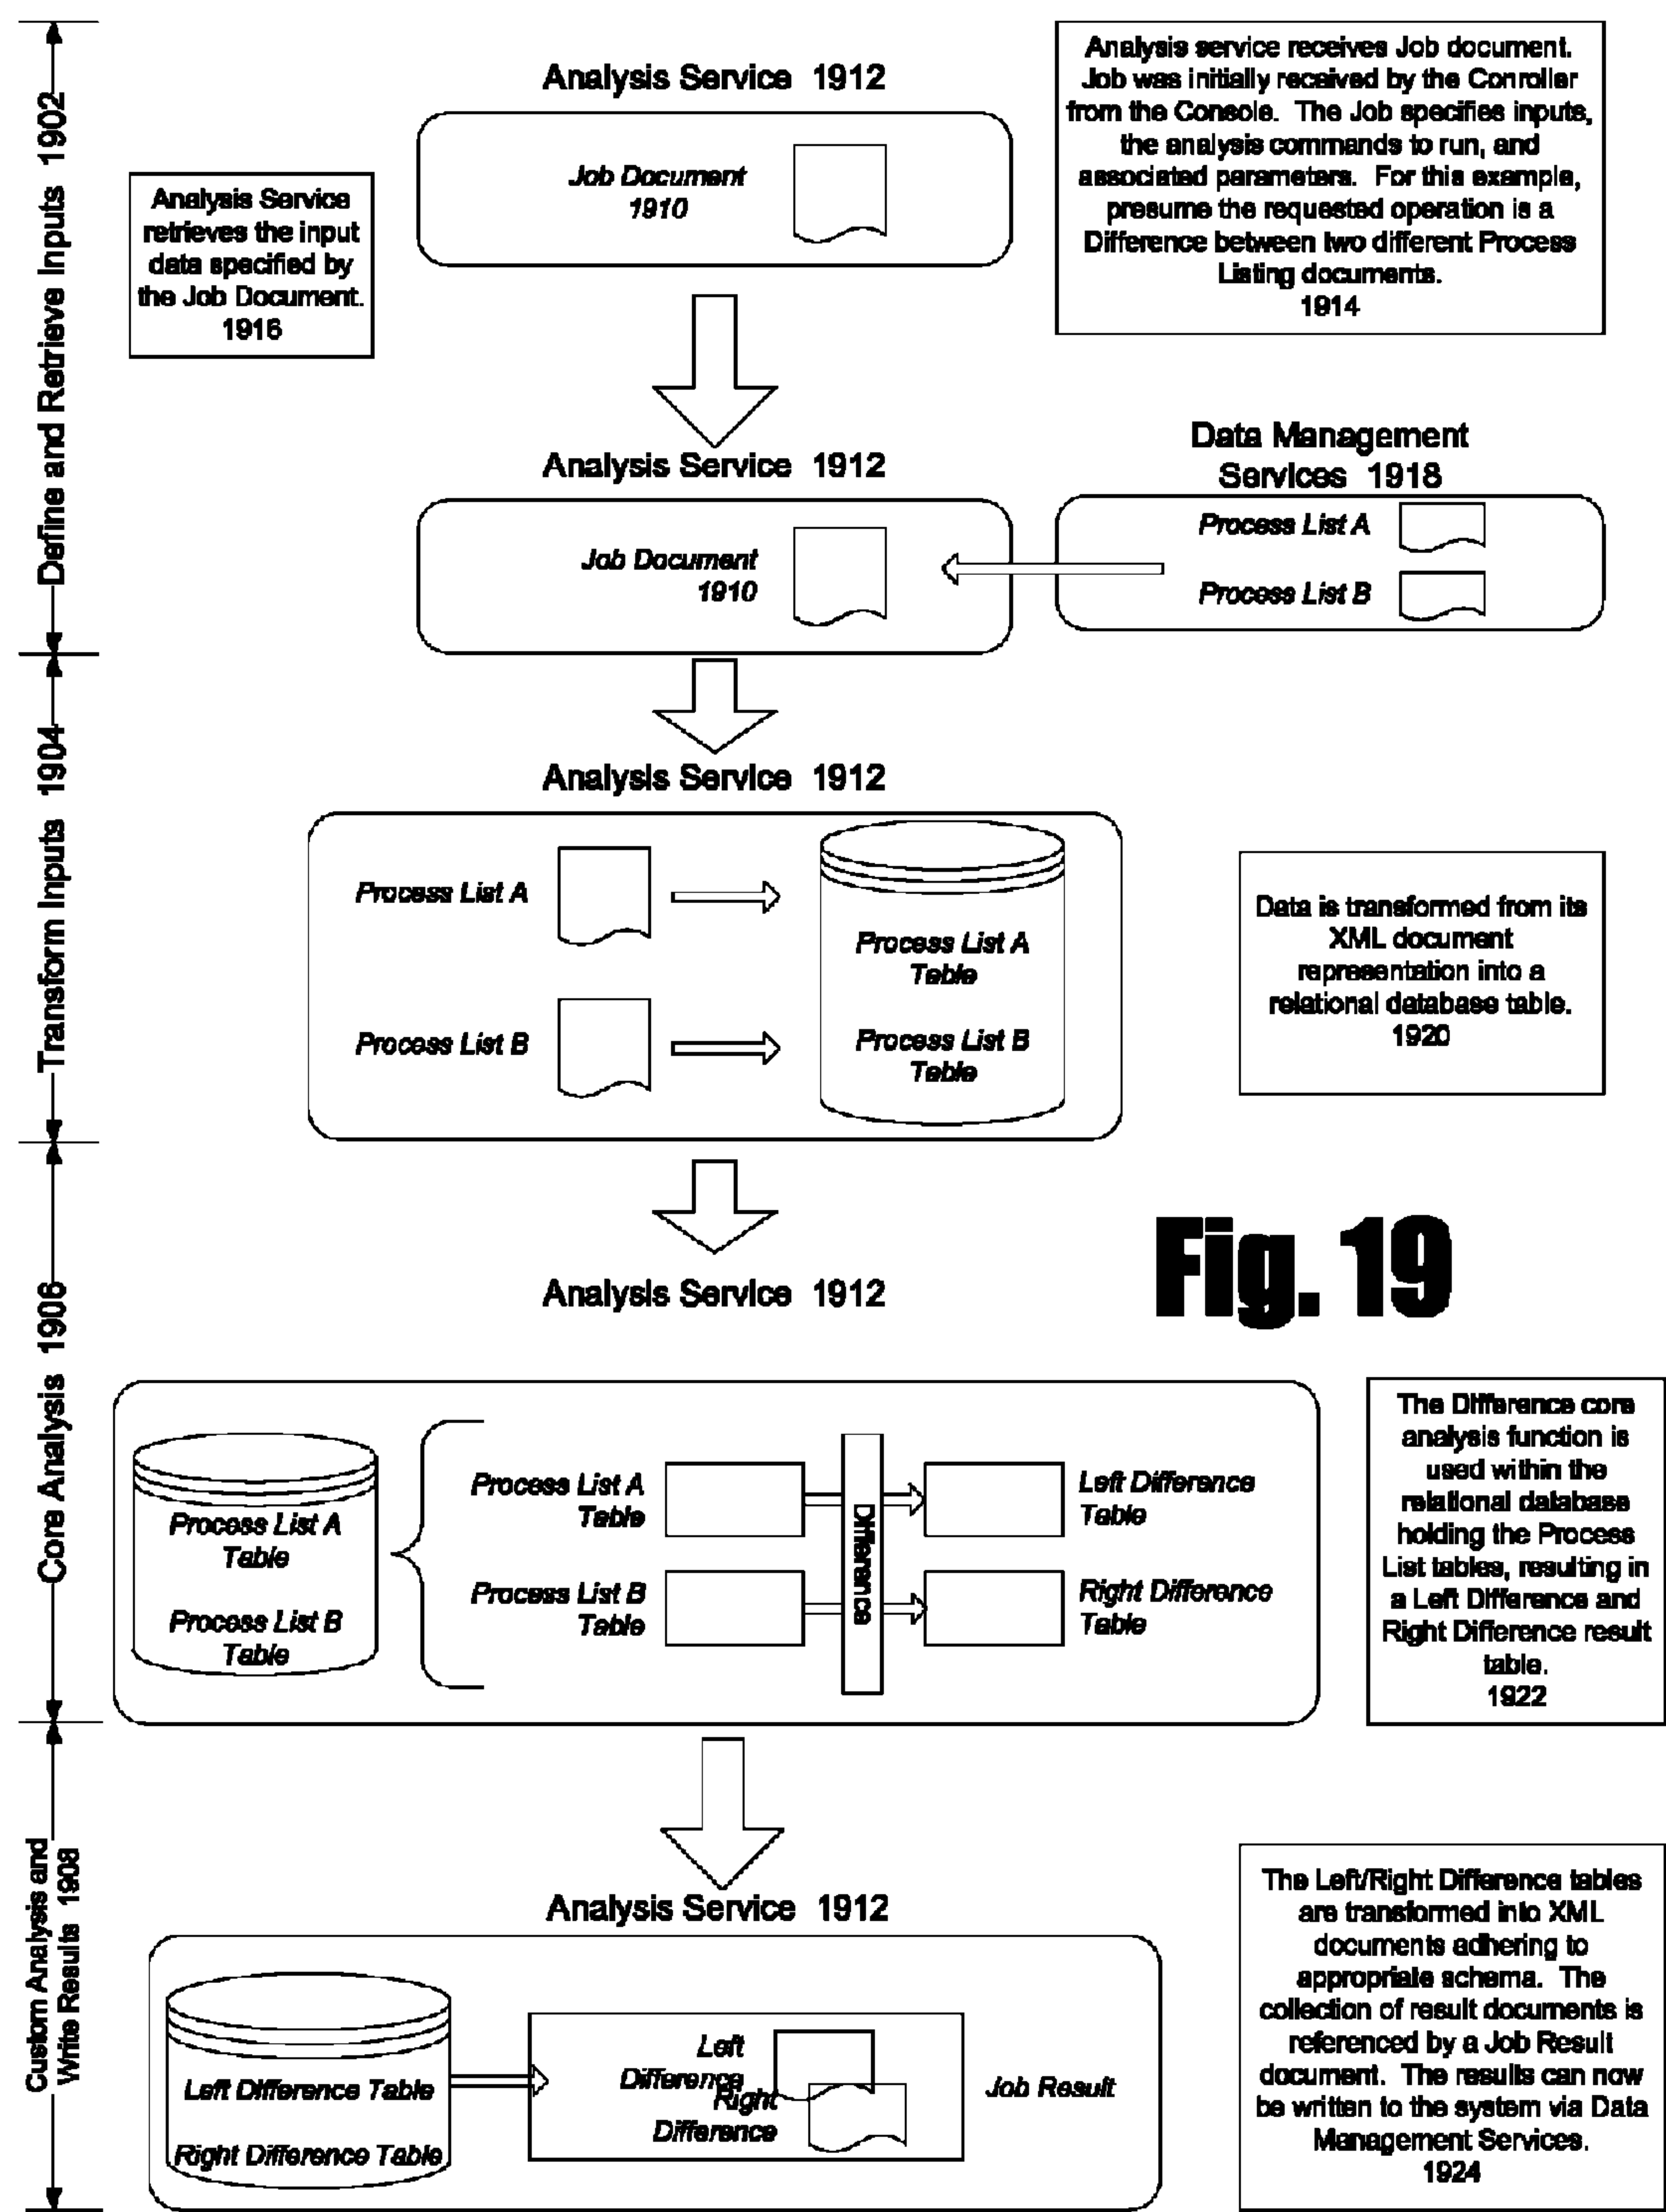 Define and Retrieve Inputs 1902
Analysis Service 1912
Job Document
1910
Analysis service receives Job document.
Job was initially received by the Conroller
from the Console. The Job specifies inputs,
the analysis commands to run, and
associated parameters. For this example,
presume the requested operation is a
Difference between two different Process
Listing documents.
1914
Analysis Service
retrieves the input
data specified by
the Job Document.
1916
Analysis Service 1912
Job Document
1910
Data Management
Services 1918
Process List A
Process List B
Transform Inputs 1904
Analysis Service 1912
Process List A
Process List B
Process List A
Table
Process List B
Table
Data is transformed from its
XML document
representation into a
relational database table.
1920
Fig. 19
Core Analysis 1906
Analysis Service 1912
Process List A
Table
Process List B
Table
Process List A
Table
Process List B
Table
Difference
Left Difference
Table
Right Difference
Table
The Difference core
analysis function is
used within the
relational database
holding the Process
List tables, resulting in
a Left Difference and
Right Difference result
table.
1922
Custom Analysis and
Write Results 1908
Analysis Service 1912
Left Difference Table
Right Difference Table
Left
Difference
Right
Difference
Job Result
The Left/Right Difference tables
are transformed into XML
documents adhering to
appropriate schema. The
collection of result documents is
referenced by a Job Result
document. The results can now
be written to the system via Data
Management Services.
1924